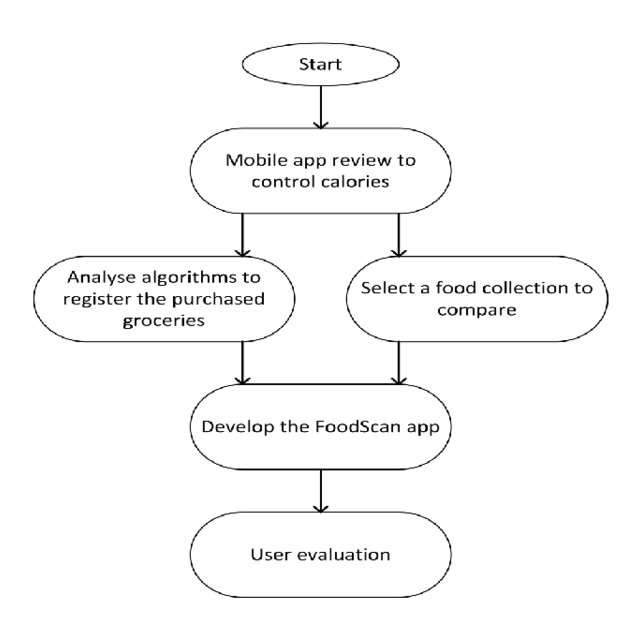 Start
Mobile app review to
control calories
Analyse algorithms to
register the purchased
groceries
Select a food collection to
compare
Develop the FoodScan app
User evaluation